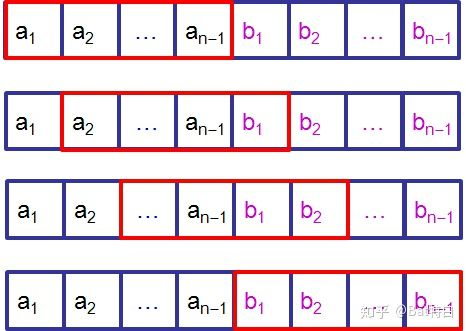 a₁ a₂ … aₙ₋₁ b₁ b₂ … bₙ₋₁
a₁ a₂ … aₙ₋₁ b₁ b₂ … bₙ₋₁
a₁ a₂ … aₙ₋₁ b₁ b₂ … bₙ₋₁
a₁ a₂ … aₙ₋₁ b₁ b₂ … bₙ₋₁
知乎